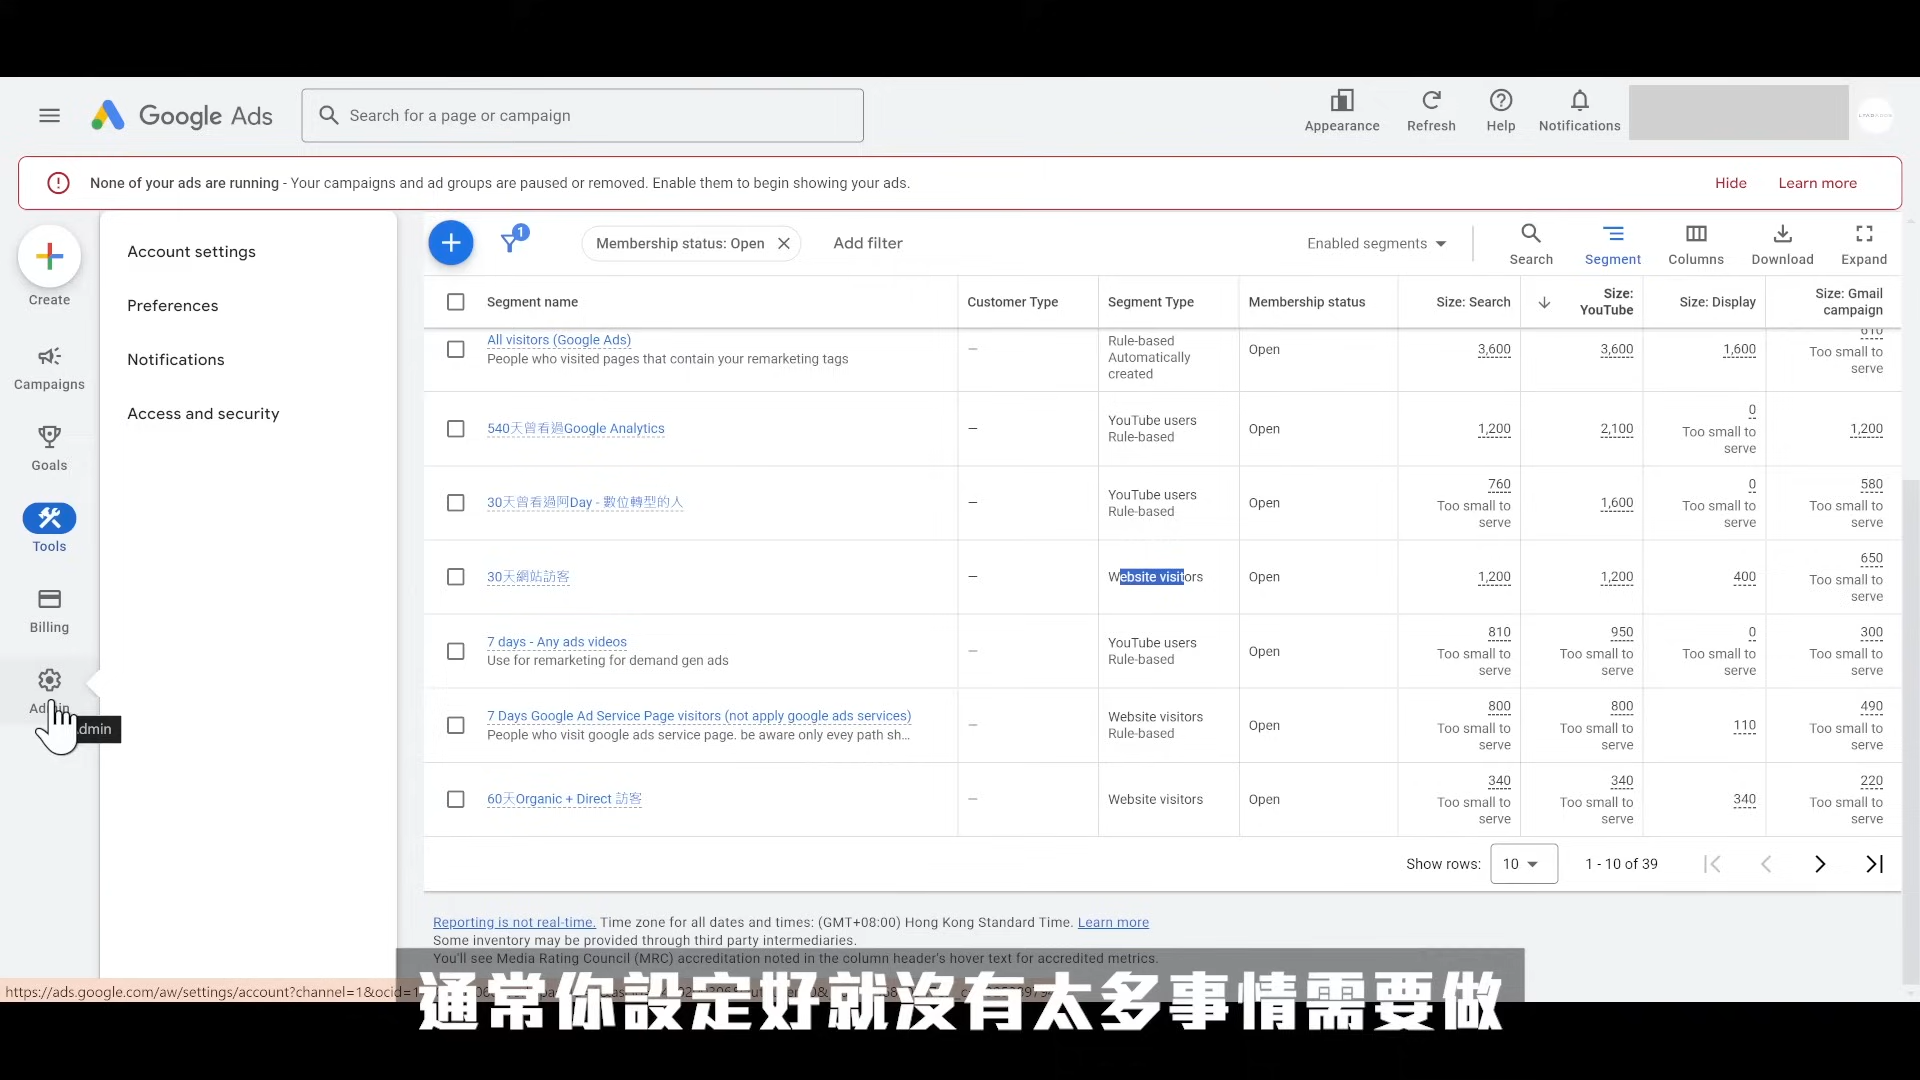 Google Ads
Search for a page or campaign
Appearance
Refresh
Help
Notifications
None of your ads are running - Your campaigns and ad groups are paused or removed. Enable them to begin showing your ads.
Hide
Learn more
Create
Campaigns
Goals
Tools
Billing
Admin
Account settings
Preferences
Notifications
Access and security
1
Membership status: Open
Add filter
Enabled segments
Search
Segment
Columns
Download
Expand
Segment name
Customer Type
Segment Type
Membership status
Size: Search
Size: YouTube
Size: Display
Size: Gmail campaign
All visitors (Google Ads)
People who visited pages that contain your remarketing tags
—
Rule-based
Automatically created
Open
3,600
3,600
1,600
610
Too small to serve
540天曾看過Google Analytics
—
YouTube users
Rule-based
Open
1,200
2,100
0
Too small to serve
1,200
30天曾看過阿Day - 數位轉型的人
—
YouTube users
Rule-based
Open
760
Too small to serve
1,600
0
Too small to serve
580
Too small to serve
30天網站訪客
—
Website visitors
Open
1,200
1,200
400
650
Too small to serve
7 days - Any ads videos
Use for remarketing for demand gen ads
—
YouTube users
Rule-based
Open
810
Too small to serve
950
Too small to serve
0
Too small to serve
300
Too small to serve
7 Days Google Ad Service Page visitors (not apply google ads services)
People who visit google ads service page. be aware only evey path sh...
—
Website visitors
Rule-based
Open
800
Too small to serve
800
Too small to serve
110
490
Too small to serve
60天Organic + Direct 訪客
—
Website visitors
Open
340
Too small to serve
340
Too small to serve
340
220
Too small to serve
Show rows:
10
1 - 10 of 39
Reporting is not real-time. Time zone for all dates and times: (GMT+08:00) Hong Kong Standard Time. Learn more
Some inventory may be provided through third party intermediaries.
You'll see Media Rating Council (MRC) accreditation noted in the column header's hover text for accredited metrics.
https://ads.google.com/aw/settings/account?channel=1&ocid=1
通常你設定好就沒有太多事情需要做